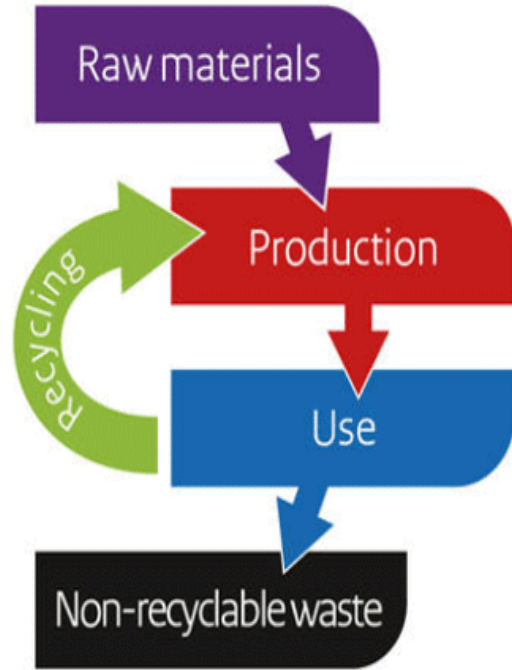 Raw materials
Production
Recycling
Use
Non-recyclable waste